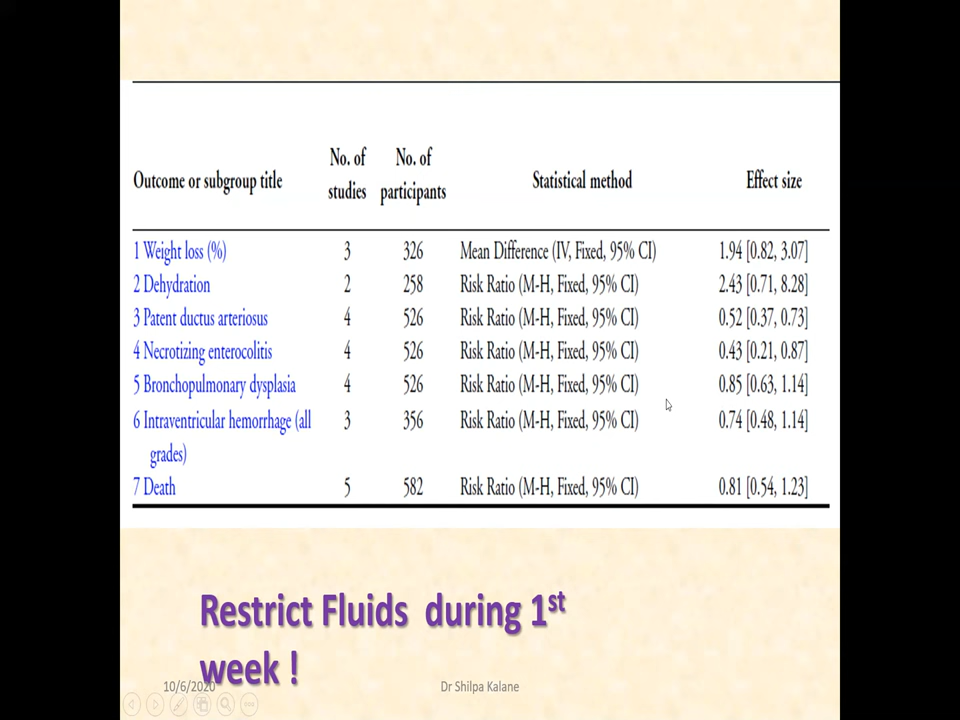 No. of No. of
Outcome or subgroup title studies participants Statistical method Effect size
1 Weight loss (%) 3 326 Mean Difference (IV, Fixed, 95% CI) 1.94 [0.82, 3.07]
2 Dehydration 2 258 Risk Ratio (M-H, Fixed, 95% CI) 2.43 [0.71, 8.28]
3 Patent ductus arteriosus 4 526 Risk Ratio (M-H, Fixed, 95% CI) 0.52 [0.37, 0.73]
4 Necrotizing enterocolitis 4 526 Risk Ratio (M-H, Fixed, 95% CI) 0.43 [0.21, 0.87]
5 Bronchopulmonary dysplasia 4 526 Risk Ratio (M-H, Fixed, 95% CI) 0.85 [0.63, 1.14]
6 Intraventricular hemorrhage (all 3 356 Risk Ratio (M-H, Fixed, 95% CI) 0.74 [0.48, 1.14]
grades)
7 Death 5 582 Risk Ratio (M-H, Fixed, 95% CI) 0.81 [0.54, 1.23]
Restrict Fluids during 1st
week !
10/6/2020 Dr Shilpa Kalane